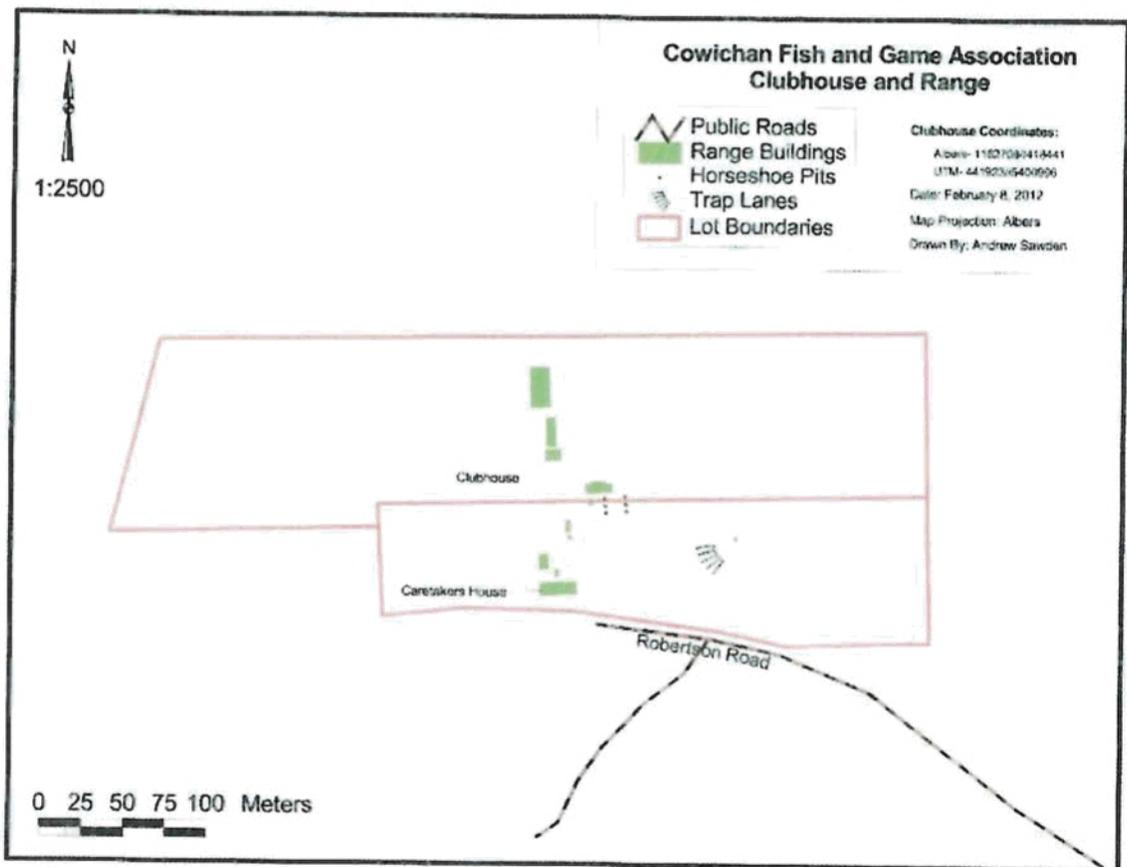 Cowichan Fish and Game Association
Clubhouse and Range
N
1:2500
Public Roads
Range Buildings
Horseshoe Pits
Trap Lanes
Lot Boundaries
Clubhouse Coordinates:
Albers-
UTM-
Date: February 8, 2012
Map Projection: Albers
Drawn By: Andrew Sawden
Clubhouse
Caretakers House
Robertson Road
0 25 50 75 100 Meters